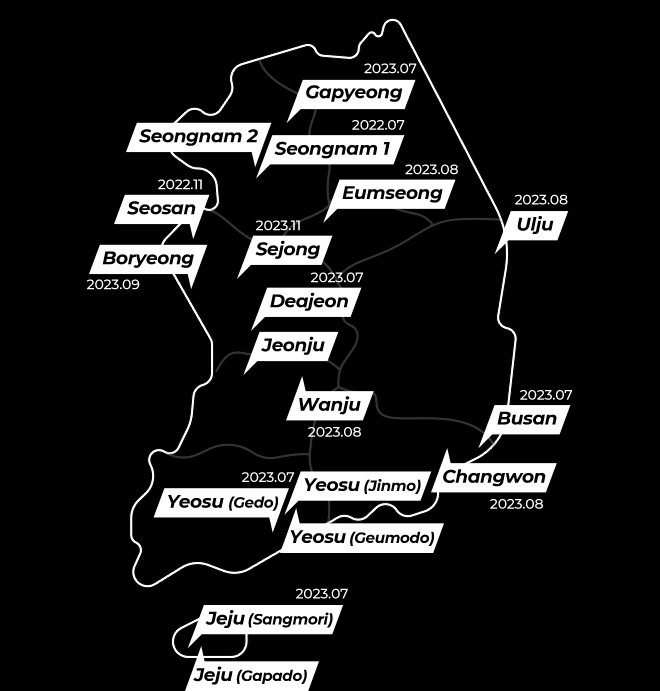 2023.07
Gapyeong
Seongnam 2
2022.07
Seongnam 1
2023.08
Eumseong
2022.11
Seosan
2023.08
Ulju
2023.11
Sejong
Boryeong
2023.09
2023.07
Deajeon
Jeonju
Wanju
2023.08
2023.07
Busan
Changwon
2023.08
2023.07
Yeosu (Gedo)
Yeosu (Jinmo)
Yeosu (Geumodo)
2023.07
Jeju (Sangmori)
Jeju (Gapado)